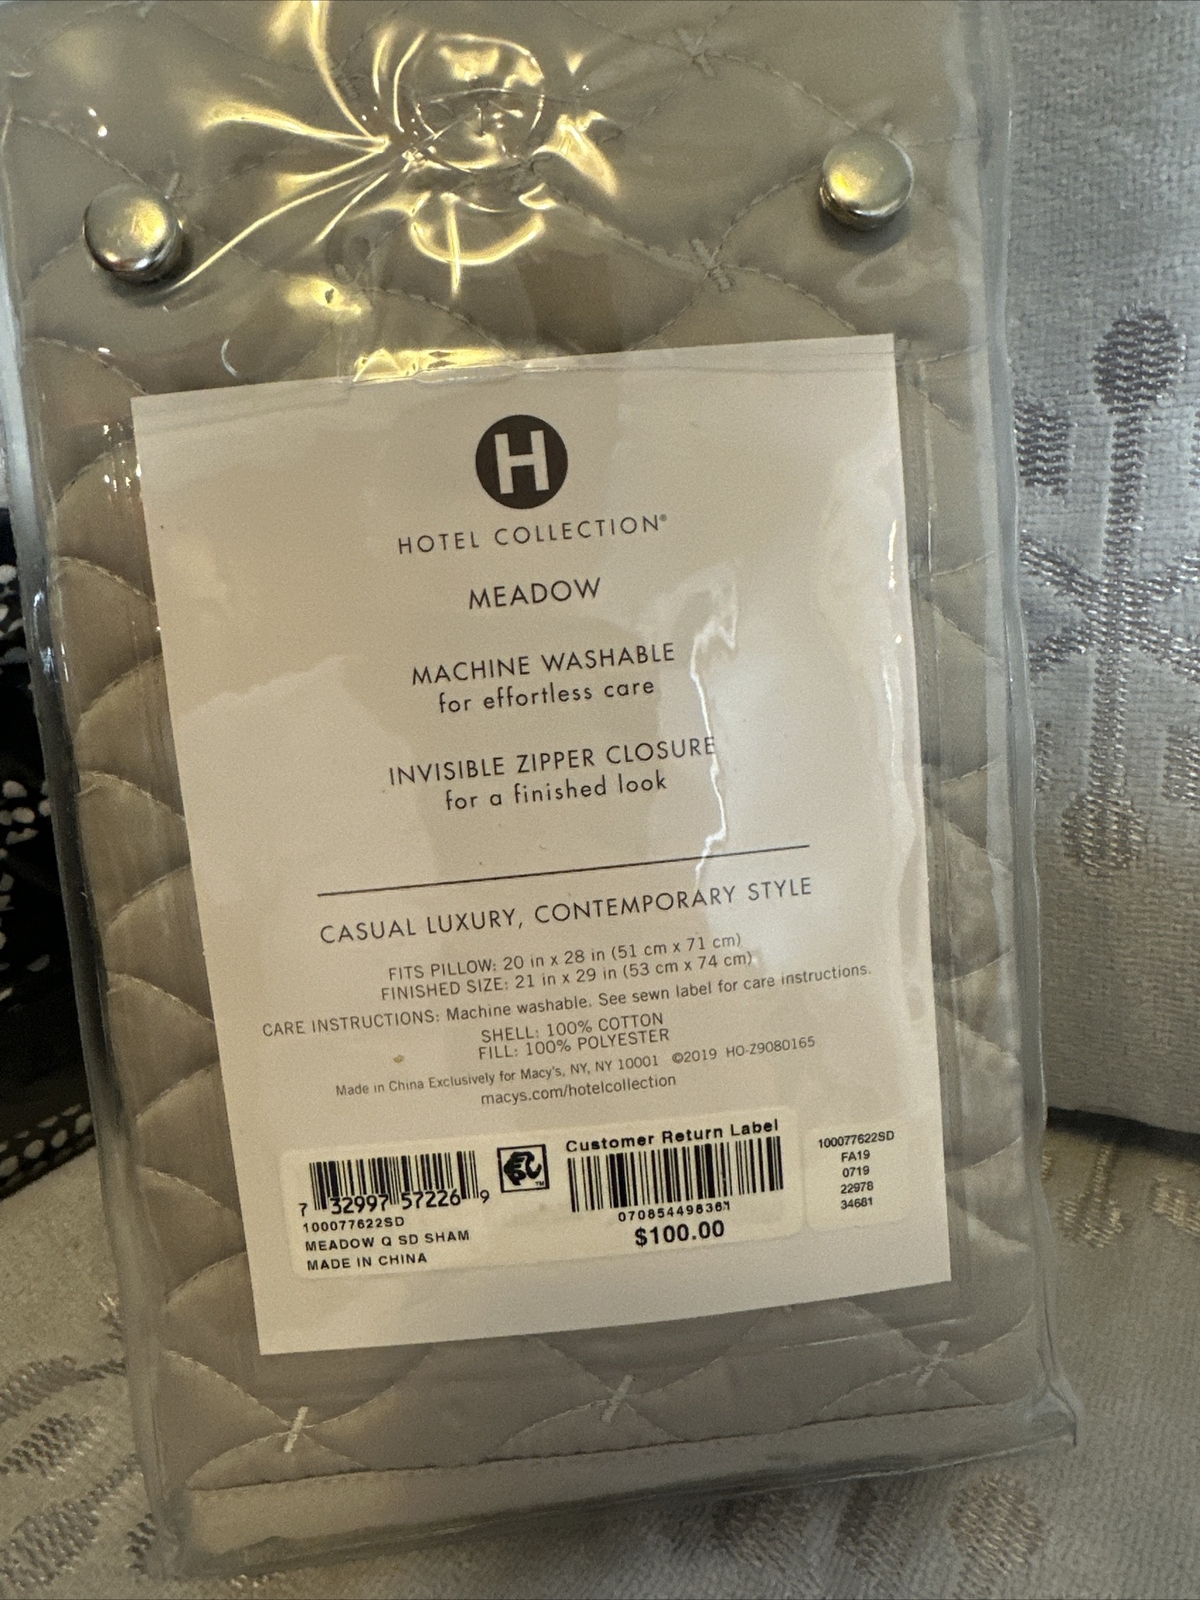 H
HOTEL COLLECTION®
MEADOW
MACHINE WASHABLE
for effortless care
INVISIBLE ZIPPER CLOSURE
for a finished look
CASUAL LUXURY, CONTEMPORARY STYLE
FITS PILLOW: 20 in x 28 in (51 cm x 71 cm)
FINISHED SIZE: 21 in x 29 in (53 cm x 74 cm)
CARE INSTRUCTIONS: Machine washable. See sewn label for care instructions.
SHELL: 100% COTTON
FILL: 100% POLYESTER
Made in China Exclusively for Macy's, NY, NY 10001 ©2019 HO-Z9080165
macys.com/hotelcollection
7 32997 57226 9
100077622SD
MEADOW Q SD SHAM
MADE IN CHINA
TM
Customer Return Label
$100.00
100077622SD
FA19
0719
22978
34681